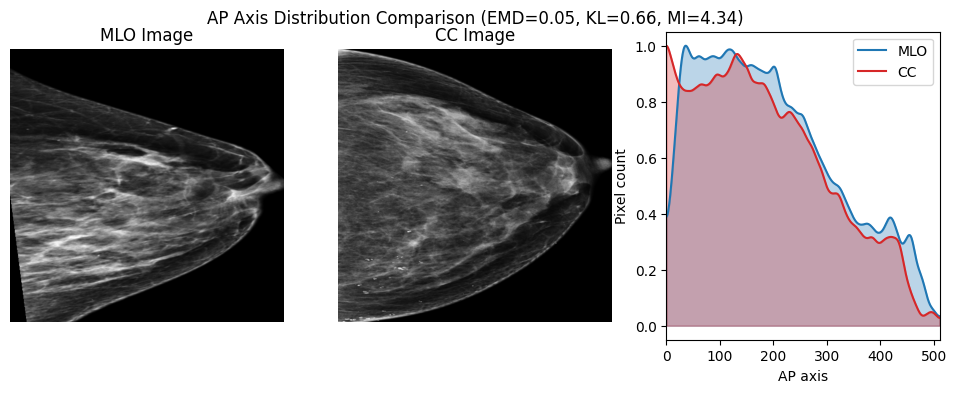 AP Axis Distribution Comparison (EMD=0.05, KL=0.66, MI=4.34)
MLO Image
CC Image
MLO
CC
1.0
0.8
0.6
0.4
0.2
0.0
Pixel count
0 100 200 300 400 500
AP axis